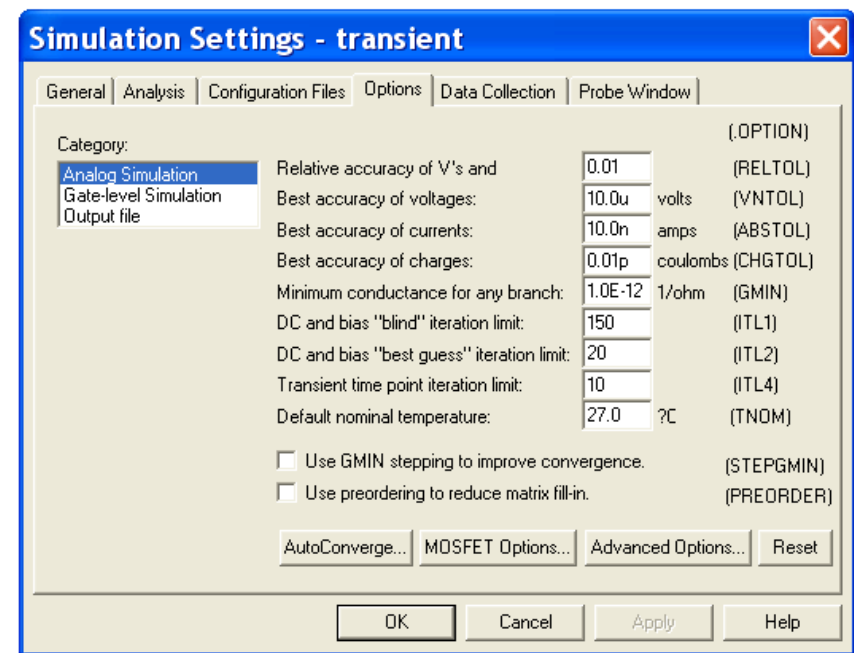 Simulation Settings - transient
General Analysis Configuration Files Options Data Collection Probe Window
(.OPTION)
Category:
Analog Simulation
Gate-level Simulation
Output file
Relative accuracy of V's and 0.01 (RELTOL)
Best accuracy of voltages: 10.0u volts (VNTOL)
Best accuracy of currents: 10.0n amps (ABSTOL)
Best accuracy of charges: 0.01p coulombs (CHGTOL)
Minimum conductance for any branch: 1.0E-12 1/ohm (GMIN)
DC and bias "blind" iteration limit: 150 (ITL1)
DC and bias "best guess" iteration limit: 20 (ITL2)
Transient time point iteration limit: 10 (ITL4)
Default nominal temperature: 27.0 ?C (TNOM)
Use GMIN stepping to improve convergence. (STEPGMIN)
Use preordering to reduce matrix fill-in. (PREORDER)
AutoConverge... MOSFET Options... Advanced Options... Reset
OK Cancel Apply Help